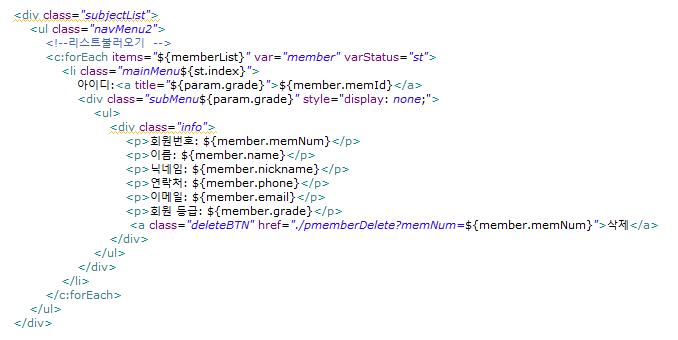 <div class="subjectList">
<ul class="navMenu2">
<!--리스트불러오기 -->
<c:forEach items="${memberList}" var="member" varStatus="st">
<li class="mainMenu${st.index}">
아이디:<a title="${param.grade}">${member.memId}</a>
<div class="subMenu${param.grade}" style="display: none;">
<ul>
<div class="info">
<p>회원번호: ${member.memNum}</p>
<p>이름: ${member.name}</p>
<p>닉네임: ${member.nickname}</p>
<p>연락처: ${member.phone}</p>
<p>이메일: ${member.email}</p>
<p>회원 등급: ${member.grade}</p>
<a class="deleteBTN" href="./pmemberDelete?memNum=${member.memNum}">삭제</a>
</div>
</ul>
</div>
</li>
</c:forEach>
</ul>
</div>